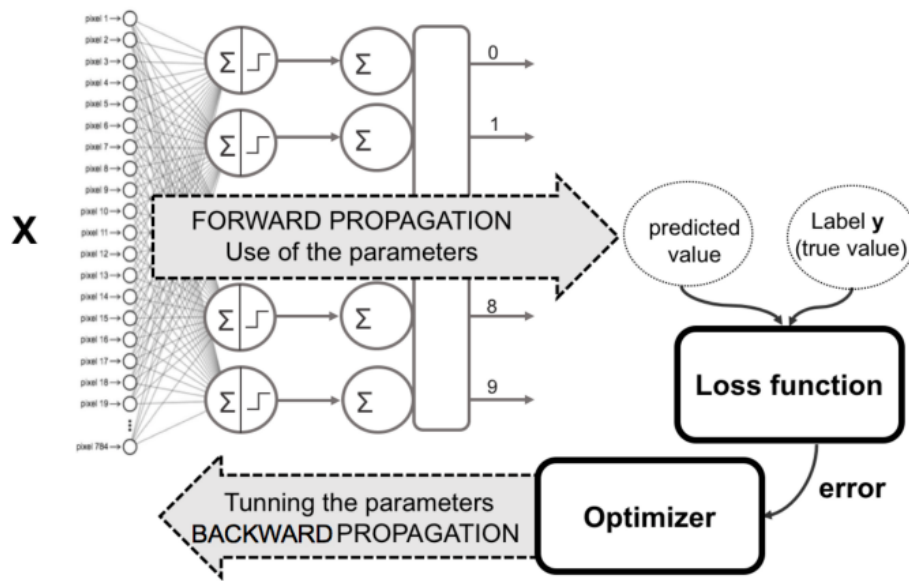 pixel 1
pixel 2
pixel 3
pixel 4
pixel 5
pixel 6
pixel 7
pixel 8
pixel 9
pixel 10
pixel 11
pixel 12
pixel 13
pixel 14
pixel 15
pixel 16
pixel 17
pixel 18
pixel 19
...
pixel 784
X
Σ
Σ
0
Σ
Σ
1
FORWARD PROPAGATION
Use of the parameters
Σ
Σ
8
Σ
Σ
9
predicted
value
Label y
(true value)
Loss function
error
Optimizer
Tunning the parameters
BACKWARD PROPAGATION